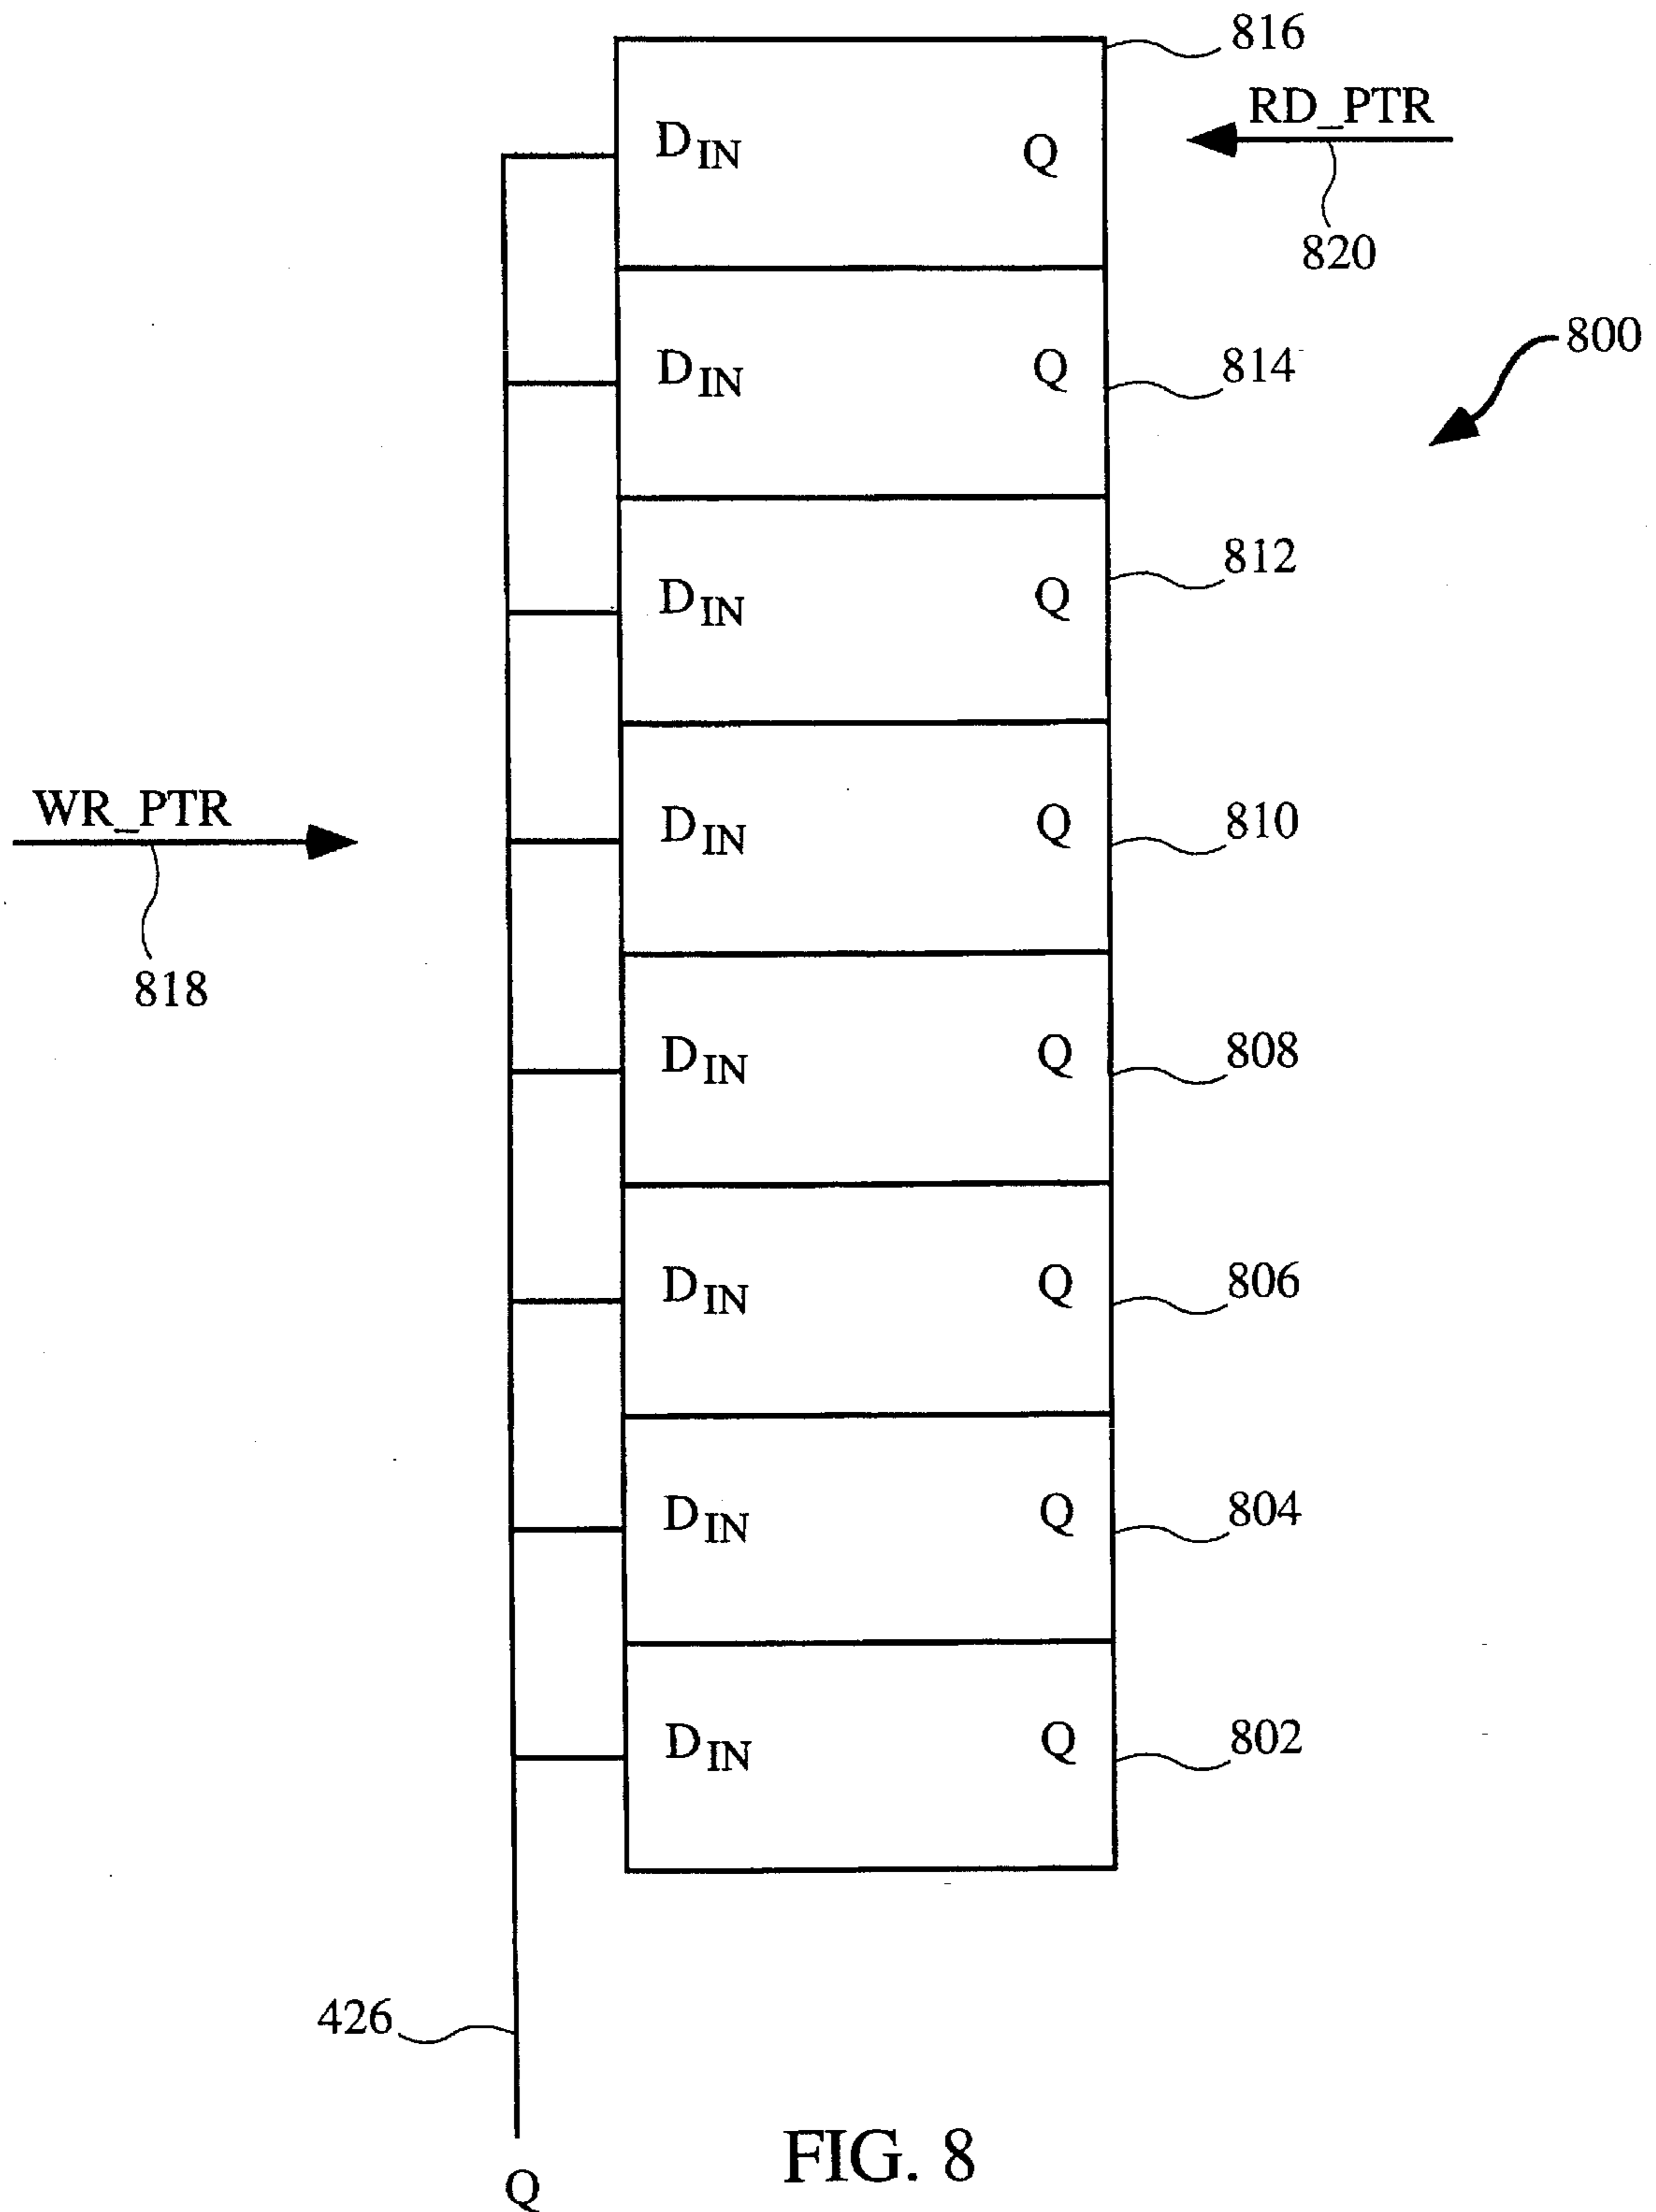 816
RD_PTR
DIN Q
820
800
DIN Q
814
812
DIN Q
WR_PTR
DIN Q
810
818
DIN Q
808
DIN Q
806
DIN Q
804
DIN Q
802
426
FIG. 8
Q